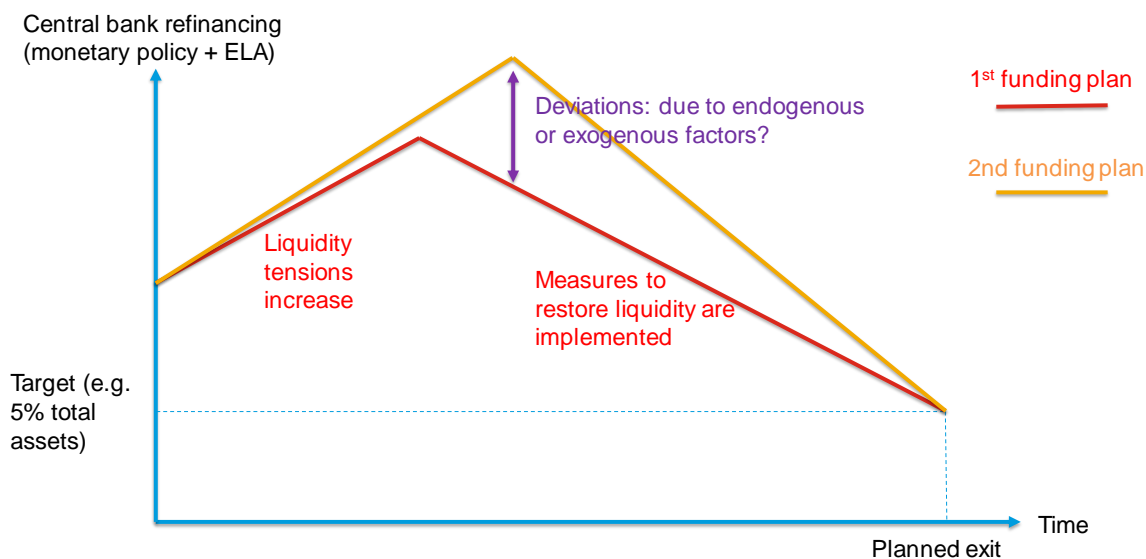 Central bank refinancing
(monetary policy + ELA)
1st funding plan
Deviations: due to endogenous
or exogenous factors?
2nd funding plan
Liquidity
tensions
increase
Measures to
restore liquidity are
implemented
Target (e.g.
5% total
assets)
Time
Planned exit